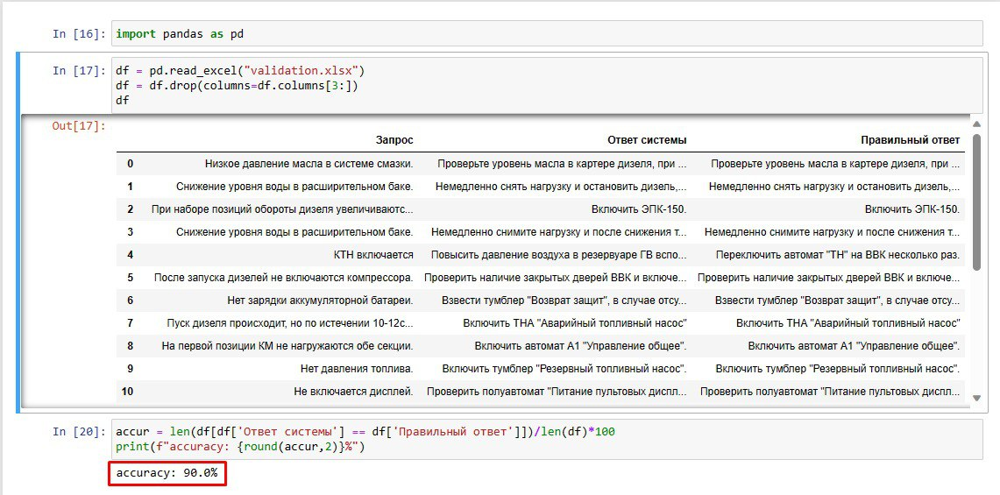 In [16]: import pandas as pd
In [17]: df = pd.read_excel("validation.xlsx")
df = df.drop(columns=df.columns[3:])
df
Out[17]:
Запрос Ответ системы Правильный ответ
0 Низкое давление масла в системе смазки. Проверьте уровень масла в картере дизеля, при ... Проверьте уровень масла в картере дизеля, при ...
1 Снижение уровня воды в расширительном баке. Немедленно снять нагрузку и остановить дизель,... Немедленно снять нагрузку и остановить дизель,...
2 При наборе позиций обороты дизеля увеличиваютс... Включить ЭПК-150. Включить ЭПК-150.
3 Снижение уровня воды в расширительном баке. Немедленно снимите нагрузку и после снижения т... Немедленно снимите нагрузку и после снижения т...
4 КТН включается Повысить давление воздуха в резервуаре ГВ вспо... Переключить автомат "ТН" на ВВК несколько раз.
5 После запуска дизелей не включаются компрессора. Проверить наличие закрытых дверей ВВК и включе... Проверить наличие закрытых дверей ВВК и включе...
6 Нет зарядки аккумуляторной батареи. Взвести тумблер "Возврат защит", в случае отсу... Взвести тумблер "Возврат защит", в случае отсу...
7 Пуск дизеля происходит, но по истечении 10-12с... Включить ТНА "Аварийный топливный насос" Включить ТНА "Аварийный топливный насос"
8 На первой позиции КМ не нагружаются обе секции. Включить автомат А1 "Управление общее". Включить автомат А1 "Управление общее".
9 Нет давления топлива. Включить тумблер "Резервный топливный насос". Включить тумблер "Резервный топливный насос".
10 Не включается дисплей. Проверить полуавтомат "Питание пультовых диспл... Проверить полуавтомат "Питание пультовых диспл...
In [20]: accur = len(df[df['Ответ системы'] == df['Правильный ответ']])/len(df)*100
print(f"accuracy: {round(accur,2)}%")
accuracy: 90.0%